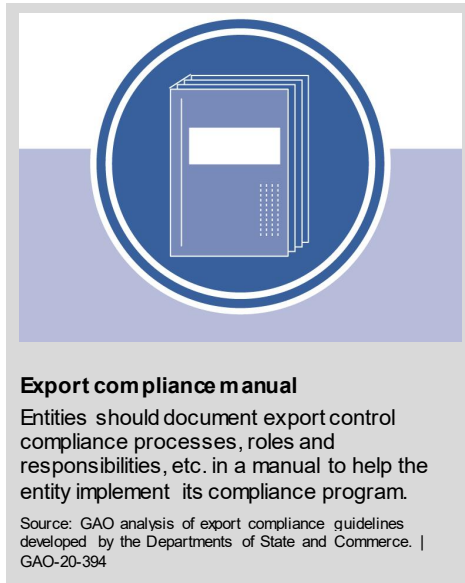 Export compliance manual
Entities should document export control
compliance processes, roles and
responsibilities, etc. in a manual to help the
entity implement its compliance program.
Source: GAO analysis of export compliance guidelines
developed by the Departments of State and Commerce. |
GAO-20-394